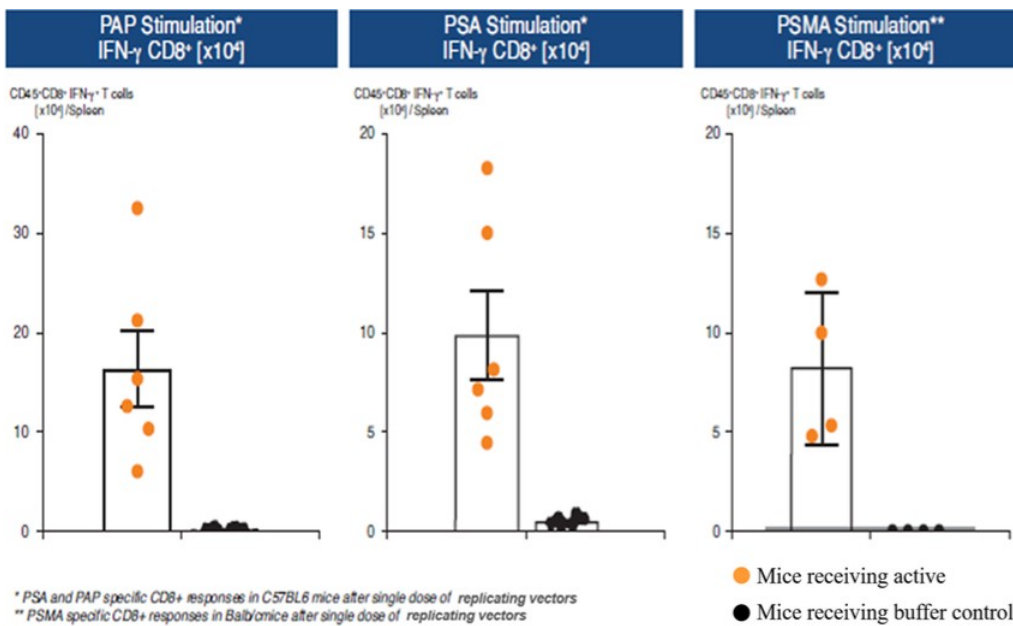 PAP Stimulation*
IFN-γ CD8⁺ [x10⁴]
PSA Stimulation*
IFN-γ CD8⁺ [x10⁴]
PSMA Stimulation**
IFN-γ CD8⁺ [x10⁴]
CD45⁺CD8⁺ IFN-γ⁺ T cells
[x10⁴]/Spleen
40
30
20
10
0
CD45⁺CD8⁺ IFN-γ⁺ T cells
[x10⁴]/Spleen
20
15
10
5
0
CD45⁺CD8⁺ IFN-γ⁺ T cells
[x10⁴]/Spleen
20
15
10
5
0
* PSA and PAP specific CD8+ responses in C57BL6 mice after single dose of replicating vectors
** PSMA specific CD8+ responses in Balb/cmice after single dose of replicating vectors
Mice receiving active
Mice receiving buffer control